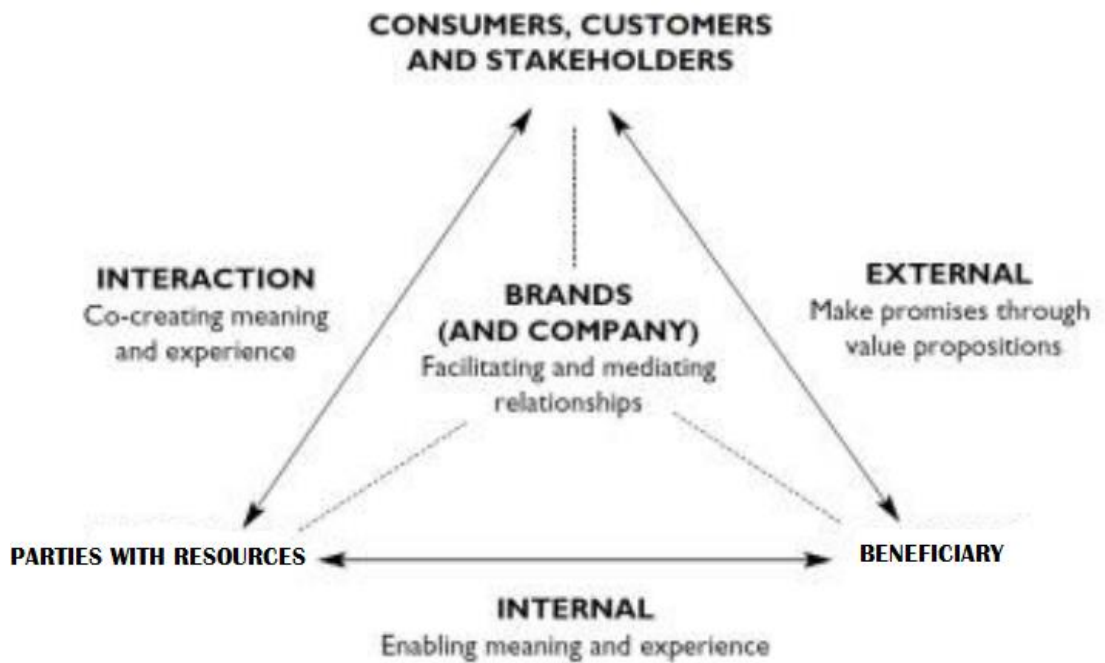 CONSUMERS, CUSTOMERS
AND STAKEHOLDERS
INTERACTION
Co-creating meaning
and experience
BRANDS
(AND COMPANY)
Facilitating and mediating
relationships
EXTERNAL
Make promises through
value propositions
PARTIES WITH RESOURCES
BENEFICIARY
INTERNAL
Enabling meaning and experience